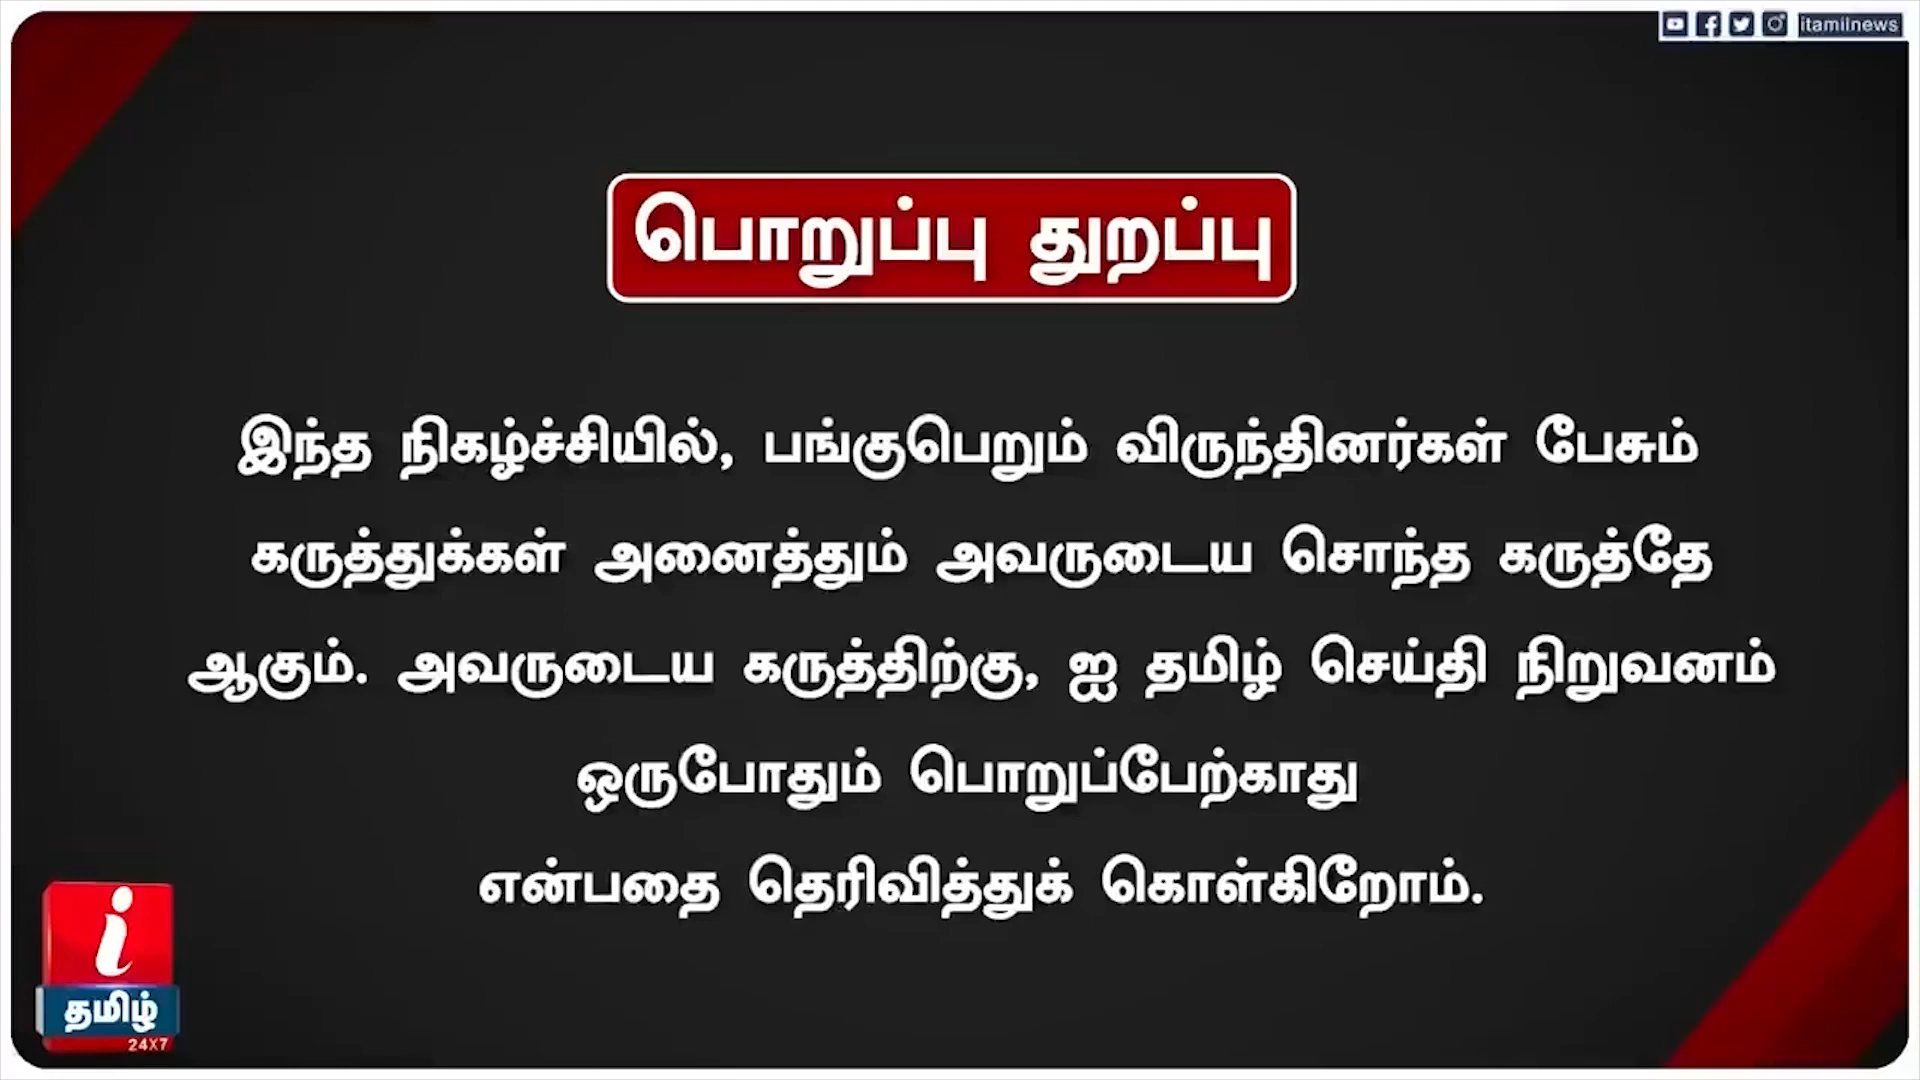 itamilnews
பொறுப்பு துறப்பு
இந்த நிகழ்ச்சியில், பங்குபெறும் விருந்தினர்கள் பேசும்
கருத்துக்கள் அனைத்தும் அவருடைய சொந்த கருத்தே
ஆகும். அவருடைய கருத்திற்கு, ஐ தமிழ் செய்தி நிறுவனம்
ஒருபோதும் பொறுப்பேற்காது
என்பதை தெரிவித்துக் கொள்கிறோம்.
i
தமிழ்
24X7